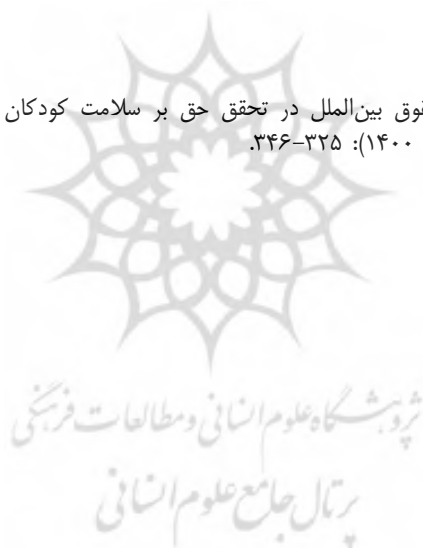 قوق بین‌الملل در تحقق حق بر سلامت کودکان
۱۴۰۰): ۳۲۵-۳۴۶.
پژوهشگاه علوم انسانی و مطالعات فرهنگی
پرتال جامع علوم انسانی